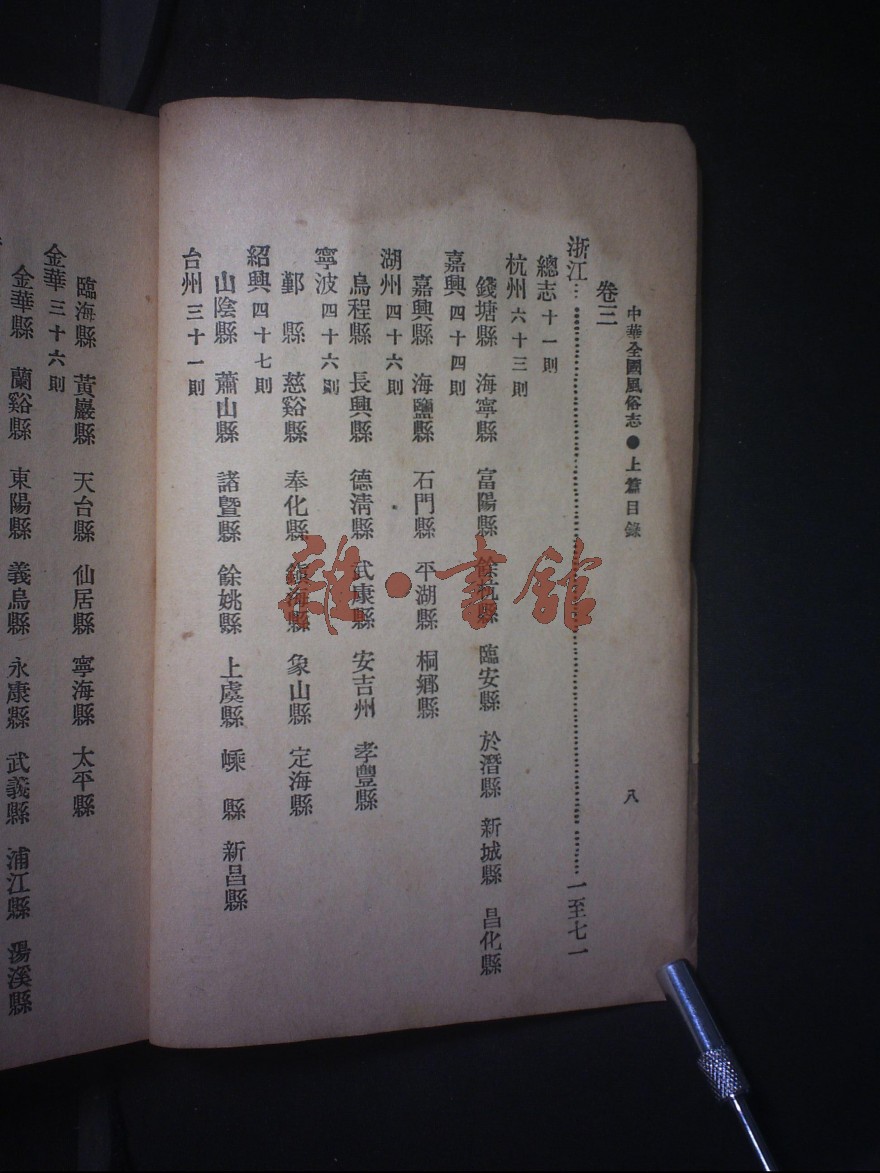 中華全國風俗志●上篇目錄
八
卷三
浙江………一至七一
總志十一則
杭州六十三則
錢塘縣 海寧縣 富陽縣 餘杭縣 臨安縣 於潛縣 新城縣 昌化縣
嘉興四十四則
嘉興縣 海鹽縣 石門縣 平湖縣 桐鄉縣
湖州四十六則
烏程縣 長興縣 德清縣 武康縣 安吉州 孝豐縣
寧波四十六則
鄞縣 慈谿縣 奉化縣 鎮海縣 象山縣 定海縣
紹興四十七則
山陰縣 蕭山縣 諸暨縣 餘姚縣 上虞縣 嵊縣 新昌縣
台州三十一則
臨海縣 黃巖縣 天台縣 仙居縣 寧海縣 太平縣
金華三十六則
金華縣 蘭谿縣 東陽縣 義烏縣 永康縣 武義縣 浦江縣 湯溪縣
雜·書館